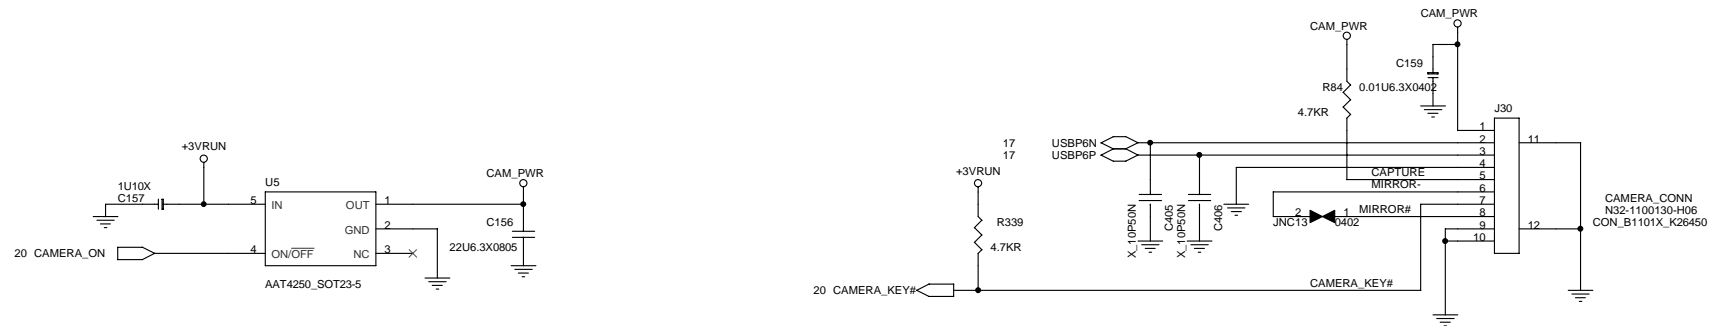 CAM_PWR
CAM_PWR
C159
R84 0.01U6.3X0402
4.7KR
J30
+3VRUN
1U10X
C157
U5
5 IN OUT 1
GND 2
4 ON/OFF NC 3
20 CAMERA_ON
AAT4250_SOT23-5
CAM_PWR
C156
22U6.3X0805
17 USBP6N
17 USBP6P
1
2
3
4
5
6
7
8
9
10
11
12
CAPTURE
MIRROR-
JNC13 2 1 MIRROR#
0402
+3VRUN
R339
4.7KR
X_10P50N
C405
X_10P50N
C406
CAMERA_CONN
N32-1100130-H06
CON_B1101X_K26450
20 CAMERA_KEY# CAMERA_KEY#